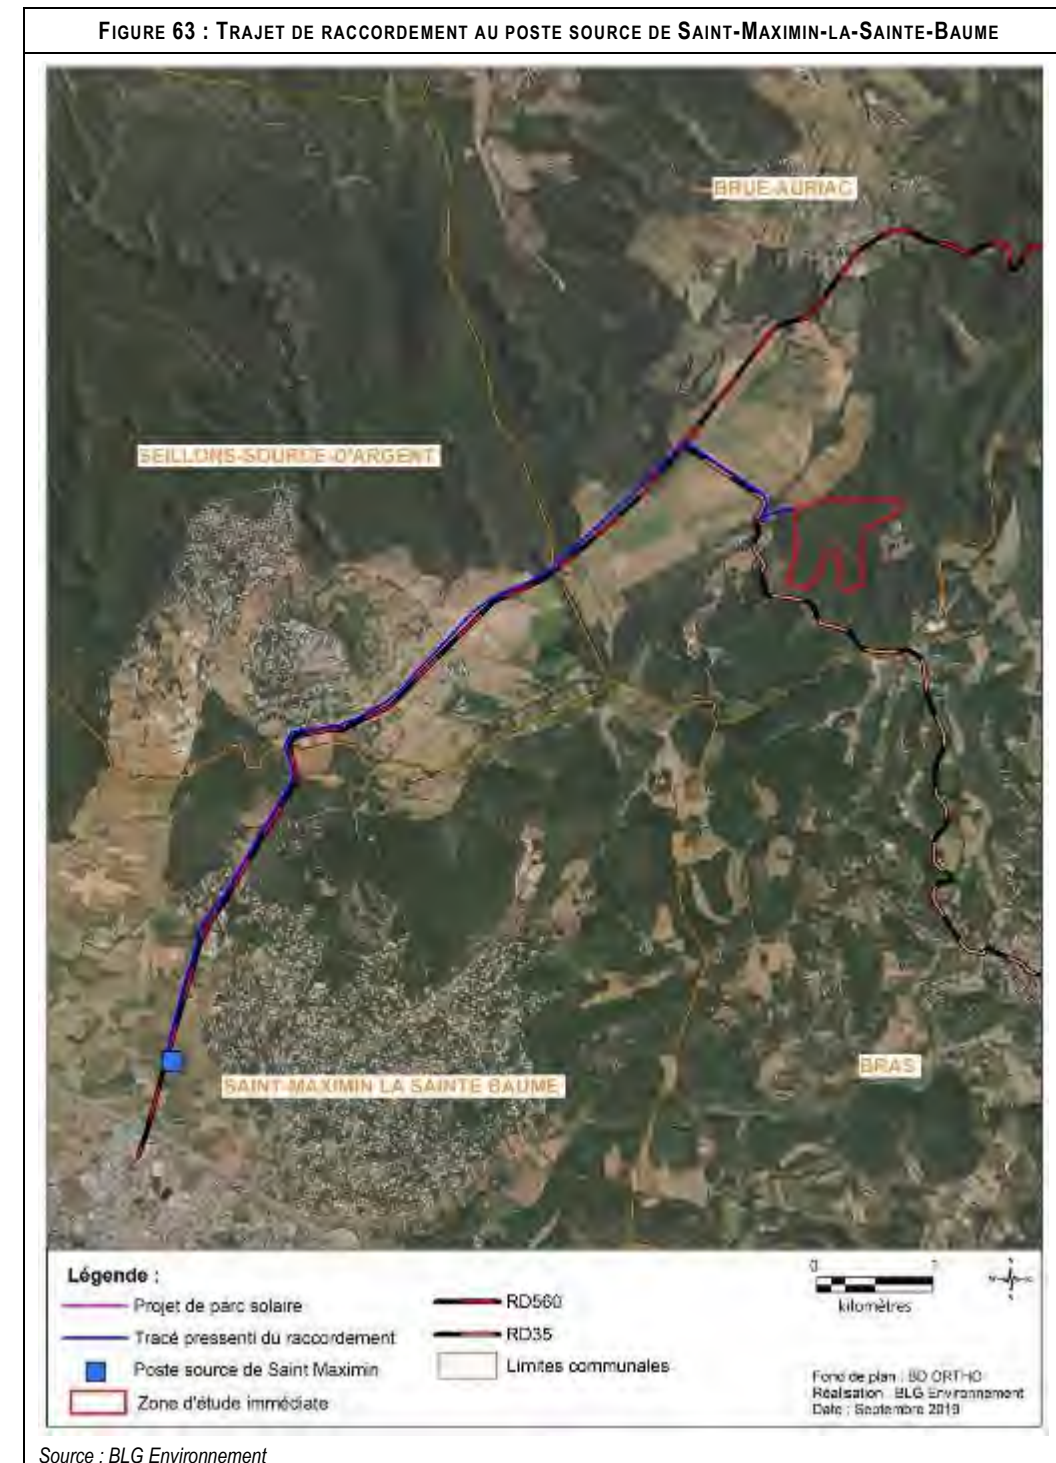 FIGURE 63 : TRAJET DE RACCORDEMENT AU POSTE SOURCE DE SAINT-MAXIMIN-LA-SAINTE-BAUME
BRUE-AURIAC
SEILLONS-SOURCE-D'ARGENT
BRAS
SAINT-MAXIMIN LA SAINTE BAUME
Légende :
Projet de parc solaire
Tracé pressenti du raccordement
Poste source de Saint Maximin
Zone d'étude immédiate
RD560
RD35
Limites communales
0 1
kilomètres
Fond de plan : BD ORTHO
Réalisation : BLG Environnement
Date : Septembre 2019
Source : BLG Environnement